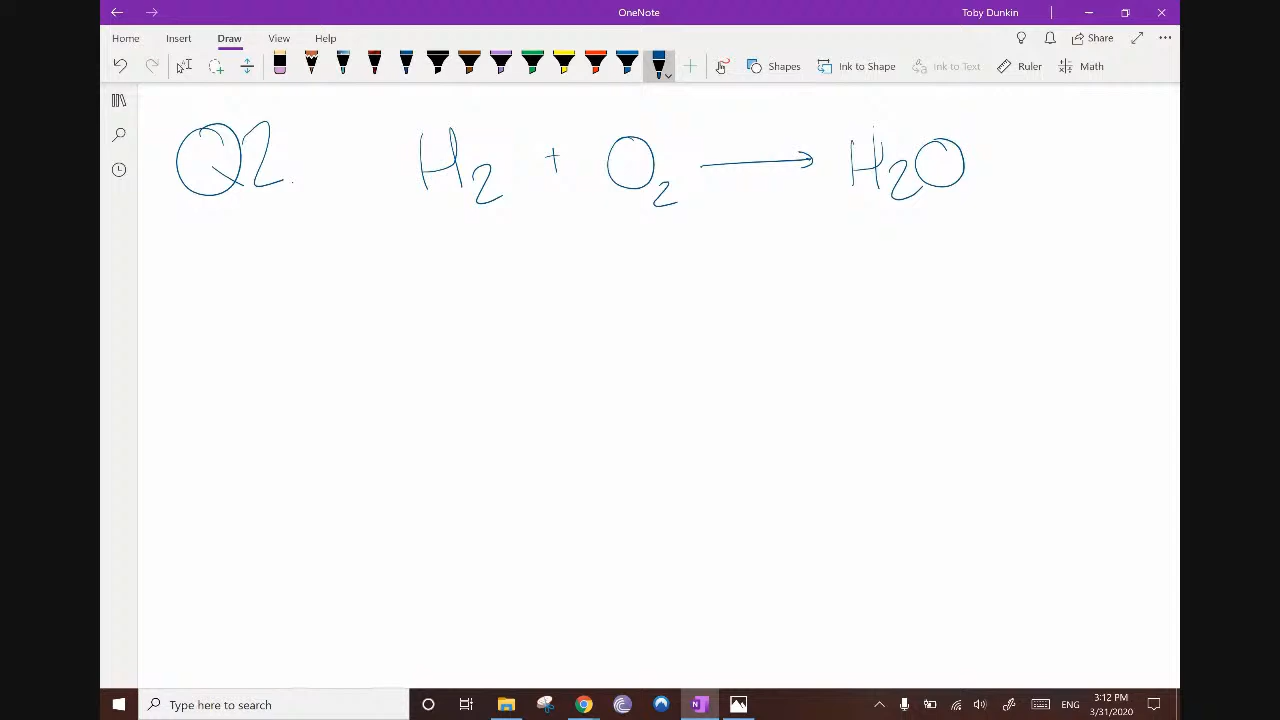 OneNote
Toby Dunkin
Home Insert Draw View Help
Share
Shapes Ink to Shape Ink to Text Ruler Math
Q2. H₂ + O₂ ⟶ H₂O
Type here to search
N
ENG
3:12 PM
3/31/2020